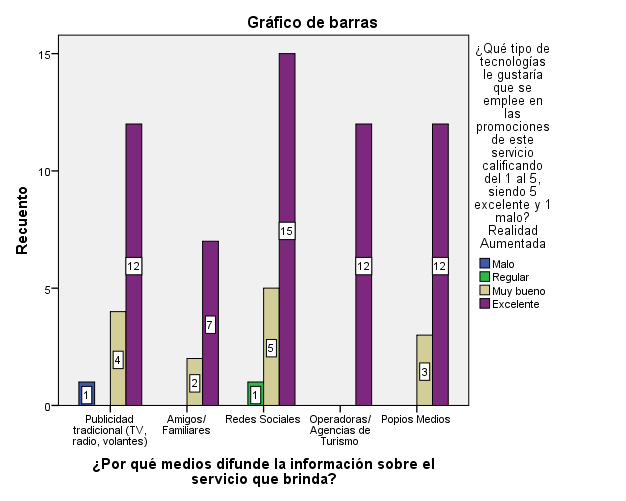 Gráfico de barras
15
10
5
0
Recuento
1
4
12
2
7
1
5
15
12
3
12
Publicidad
tradicional (TV,
radio, volantes)
Amigos/
Familiares
Redes Sociales
Operadoras/
Agencias de
Turismo
Popios Medios
¿Por qué medios difunde la información sobre el
servicio que brinda?
¿Qué tipo de
tecnologías
le gustaría
que se
emplee en
las
promociones
de este
servicio
calificando
del 1 al 5,
siendo 5
excelente y 1
malo?
Realidad
Aumentada
Malo
Regular
Muy bueno
Excelente